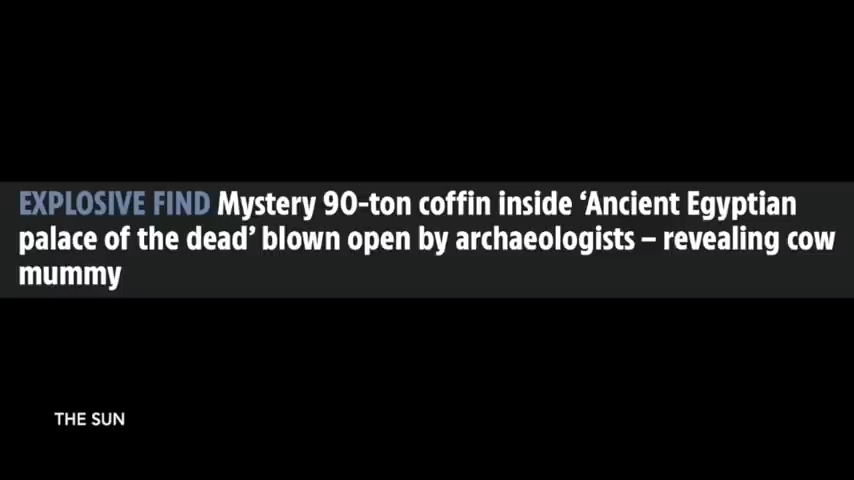 EXPLOSIVE FIND Mystery 90-ton coffin inside ‘Ancient Egyptian
palace of the dead’ blown open by archaeologists – revealing cow
mummy
THE SUN